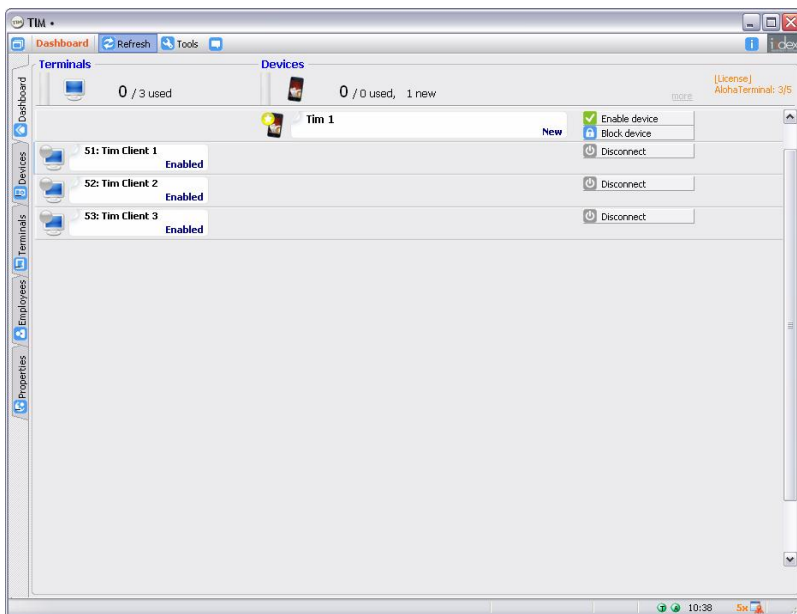 TIM •
Dashboard Refresh Tools
Terminals
0 / 3 used
Devices
0 / 0 used, 1 new
more
[License]
AlohaTerminal: 3/5
Tim 1
New
Enable device
Block device
51: Tim Client 1
Enabled
Disconnect
52: Tim Client 2
Enabled
Disconnect
53: Tim Client 3
Enabled
Disconnect
Dashboard
Devices
Terminals
Employees
Properties
10:38
5x